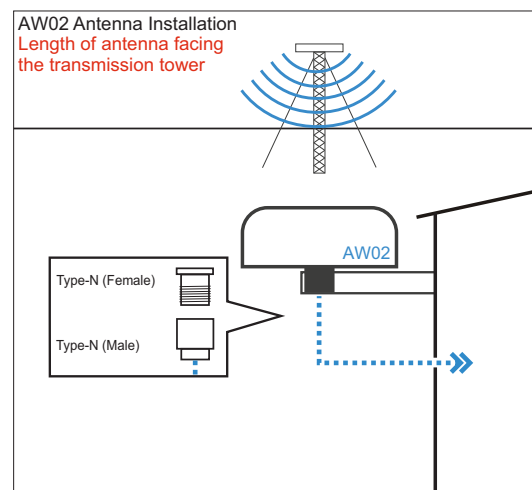 AW02 Antenna Installation
Length of antenna facing
the transmission tower
AW02
Type-N (Female)
Type-N (Male)